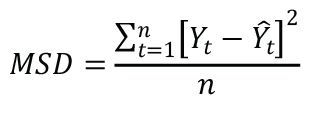 MSD = \frac{\sum_{t=1}^{n} [Y_t - \hat{Y}_t]^2}{n}